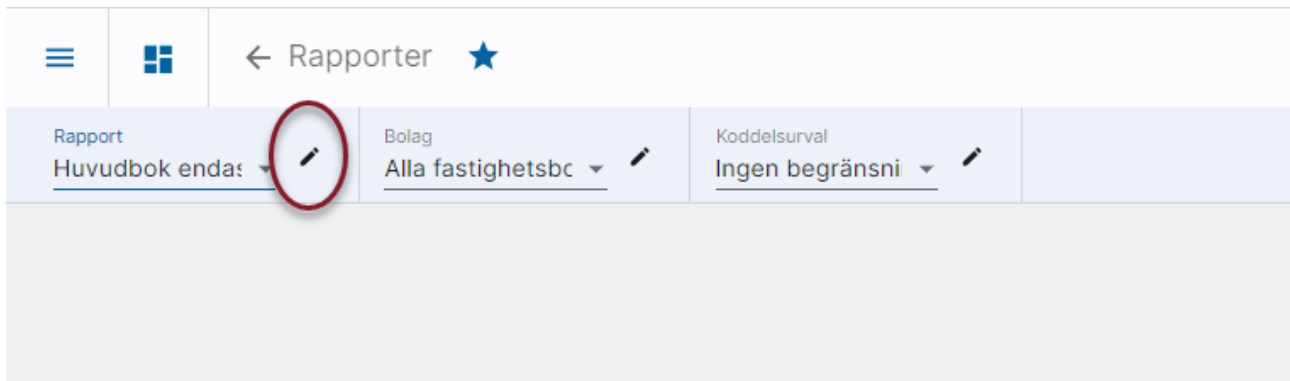 Rapporter
Rapport
Huvudbok endas
Bolag
Alla fastighetsbo
Koddelsurval
Ingen begränsni